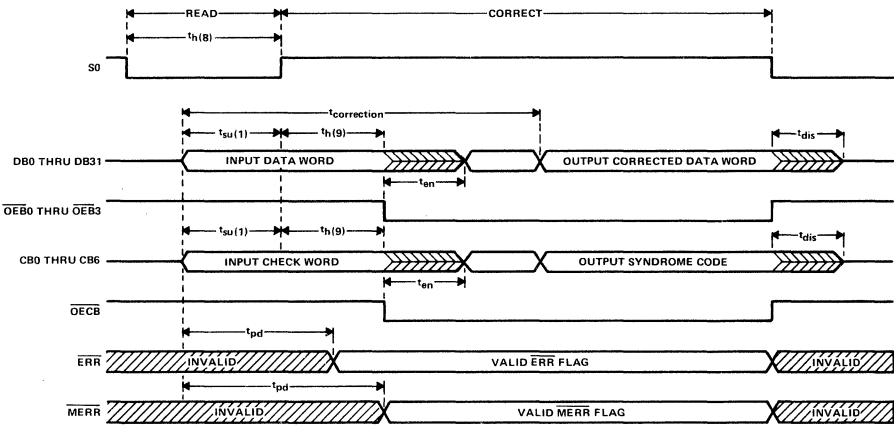 READ
CORRECT
th(8)
S0
tcorrection
tsu(1)
th(9)
tdis
DB0 THRU DB31
INPUT DATA WORD
OUTPUT CORRECTED DATA WORD
ten
OEB0 THRU OEB3
tsu(1)
th(9)
tdis
CB0 THRU CB6
INPUT CHECK WORD
OUTPUT SYNDROME CODE
ten
OECB
tpd
ERR
INVALID
VALID ERR FLAG
INVALID
tpd
MERR
INVALID
VALID MERR FLAG
INVALID